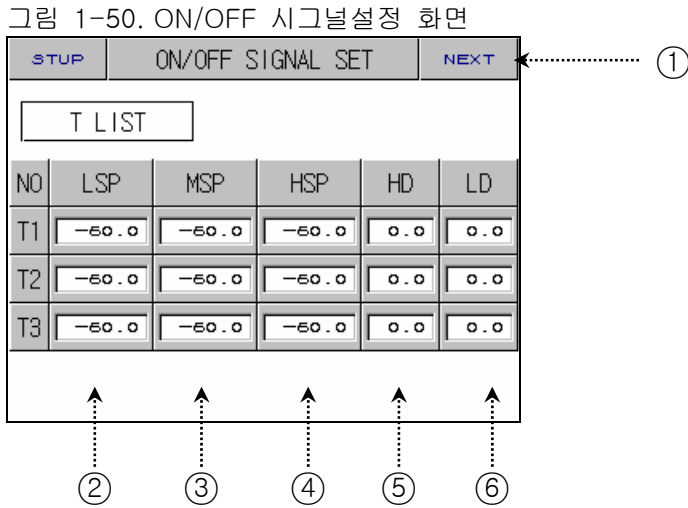 그림 1-50. ON/OFF 시그널설정 화면
STUP ON/OFF SIGNAL SET NEXT ①
T LIST
NO LSP MSP HSP HD LD
T1 -60.0 -60.0 -60.0 0.0 0.0
T2 -60.0 -60.0 -60.0 0.0 0.0
T3 -60.0 -60.0 -60.0 0.0 0.0
② ③ ④ ⑤ ⑥